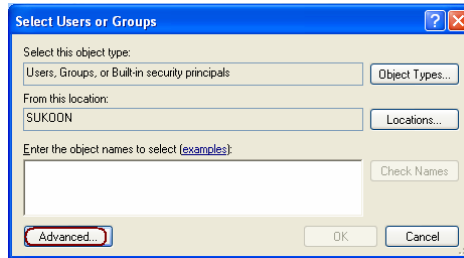 Select Users or Groups
Select this object type:
Users, Groups, or Built-in security principals
Object Types...
From this location:
SUKOON
Locations...
Enter the object names to select (examples):
Check Names
Advanced...
OK
Cancel